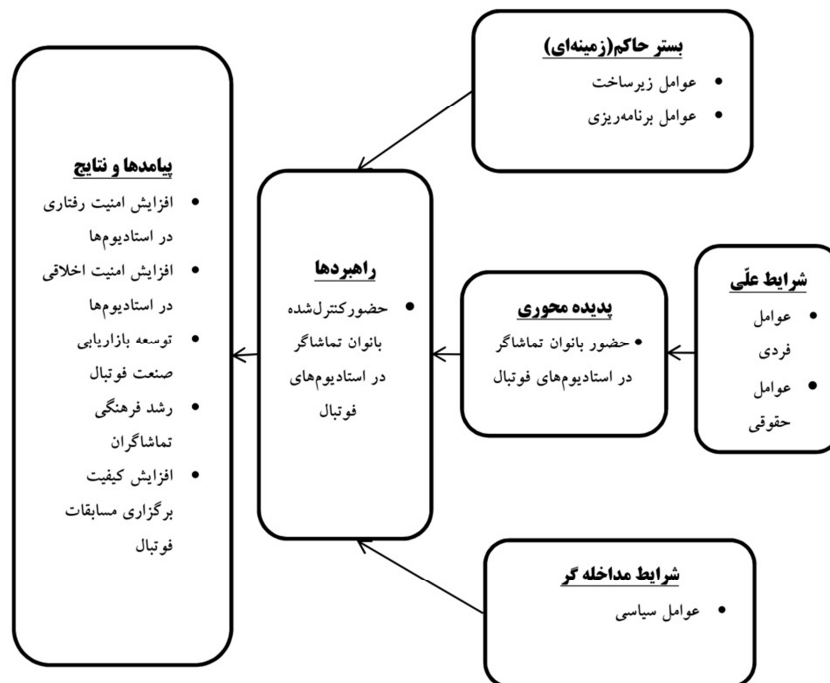 بستر حاکم(زمینه‌ای)
• عوامل زیرساخت
• عوامل برنامه‌ریزی
شرایط علّی
• عوامل
فردی
• عوامل
حقوقی
پدیده محوری
• حضور بانوان تماشاگر
در استادیوم‌های فوتبال
راهبردها
• حضورکنترل‌شده
بانوان تماشاگر
در استادیوم‌های
فوتبال
پیامدها و نتایج
• افزایش امنیت رفتاری
در استادیوم‌ها
• افزایش امنیت اخلاقی
در استادیوم‌ها
• توسعه بازاریابی
صنعت فوتبال
• رشد فرهنگی
تماشاگران
• افزایش کیفیت
برگزاری مسابقات
فوتبال
شرایط مداخله گر
• عوامل سیاسی